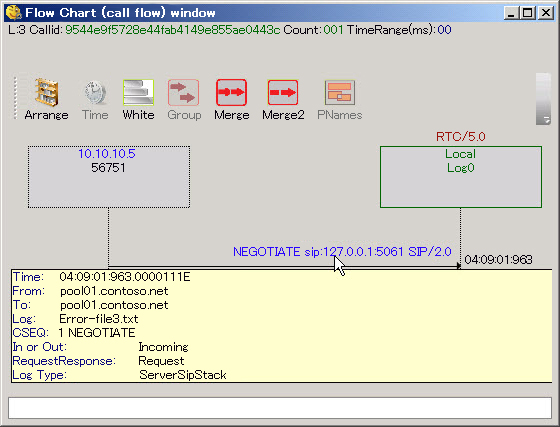 Flow Chart (call flow) window
L:3 Callid:9544e9f5728e44fab4149e855ae0443c Count:001 TimeRange(ms):00
Arrange Time White Group Merge Merge2 PNames
RTC/5.0
10.10.10.5
56751
Local
Log0
NEGOTIATE sip:127.0.0.1:5061 SIP/2.0
04:09:01:963
Time: 04:09:01:963.0000111E
From: pool01.contoso.net
To: pool01.contoso.net
Log: Error-file3.txt
CSEQ: 1 NEGOTIATE
In or Out: Incoming
RequestResponse: Request
Log Type: ServerSipStack